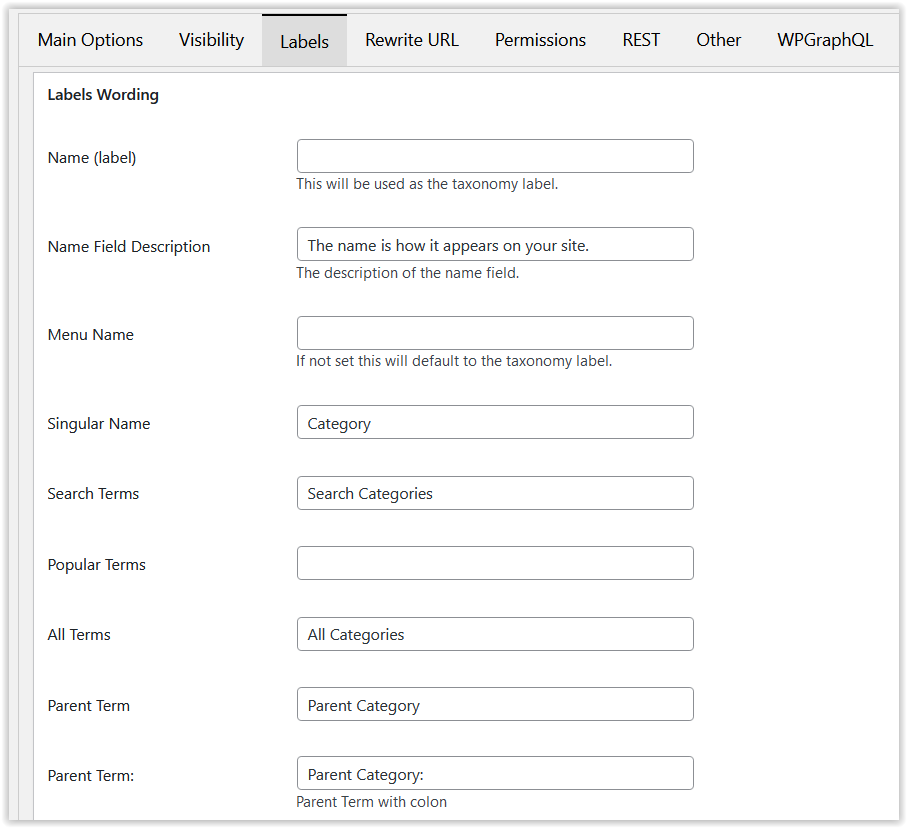 Main Options Visibility Labels Rewrite URL Permissions REST Other WPGraphQL
Labels Wording
Name (label)
This will be used as the taxonomy label.
Name Field Description The name is how it appears on your site.
The description of the name field.
Menu Name
If not set this will default to the taxonomy label.
Singular Name Category
Search Terms Search Categories
Popular Terms
All Terms All Categories
Parent Term Parent Category
Parent Term: Parent Category:
Parent Term with colon